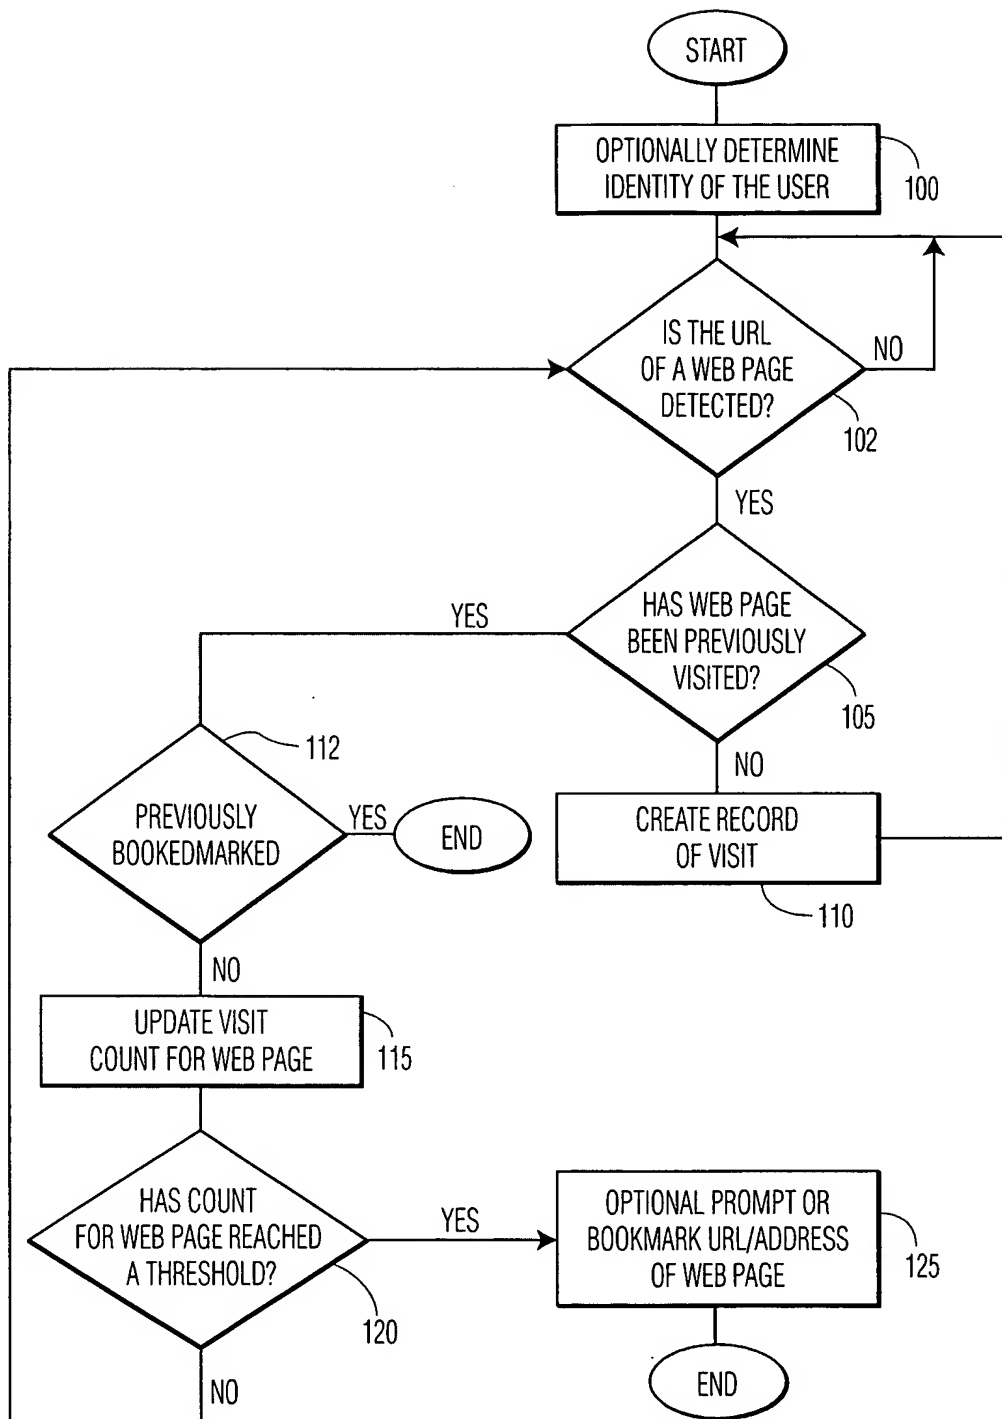 START
OPTIONALLY DETERMINE
IDENTITY OF THE USER
100
IS THE URL
OF A WEB PAGE
DETECTED?
NO
102
YES
HAS WEB PAGE
BEEN PREVIOUSLY
VISITED?
YES
105
NO
112
PREVIOUSLY
BOOKEDMARKED
YES
END
CREATE RECORD
OF VISIT
110
NO
UPDATE VISIT
COUNT FOR WEB PAGE
115
HAS COUNT
FOR WEB PAGE REACHED
A THRESHOLD?
YES
120
OPTIONAL PROMPT OR
BOOKMARK URL/ADDRESS
OF WEB PAGE
125
NO
END